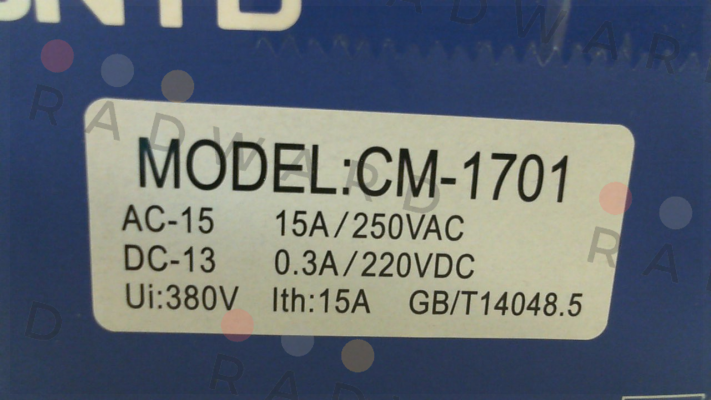 MODEL:CM-1701
AC-15 15A/250VAC
DC-13 0.3A/220VDC
Ui:380V Ith:15A GB/T14048.5
RADWARD